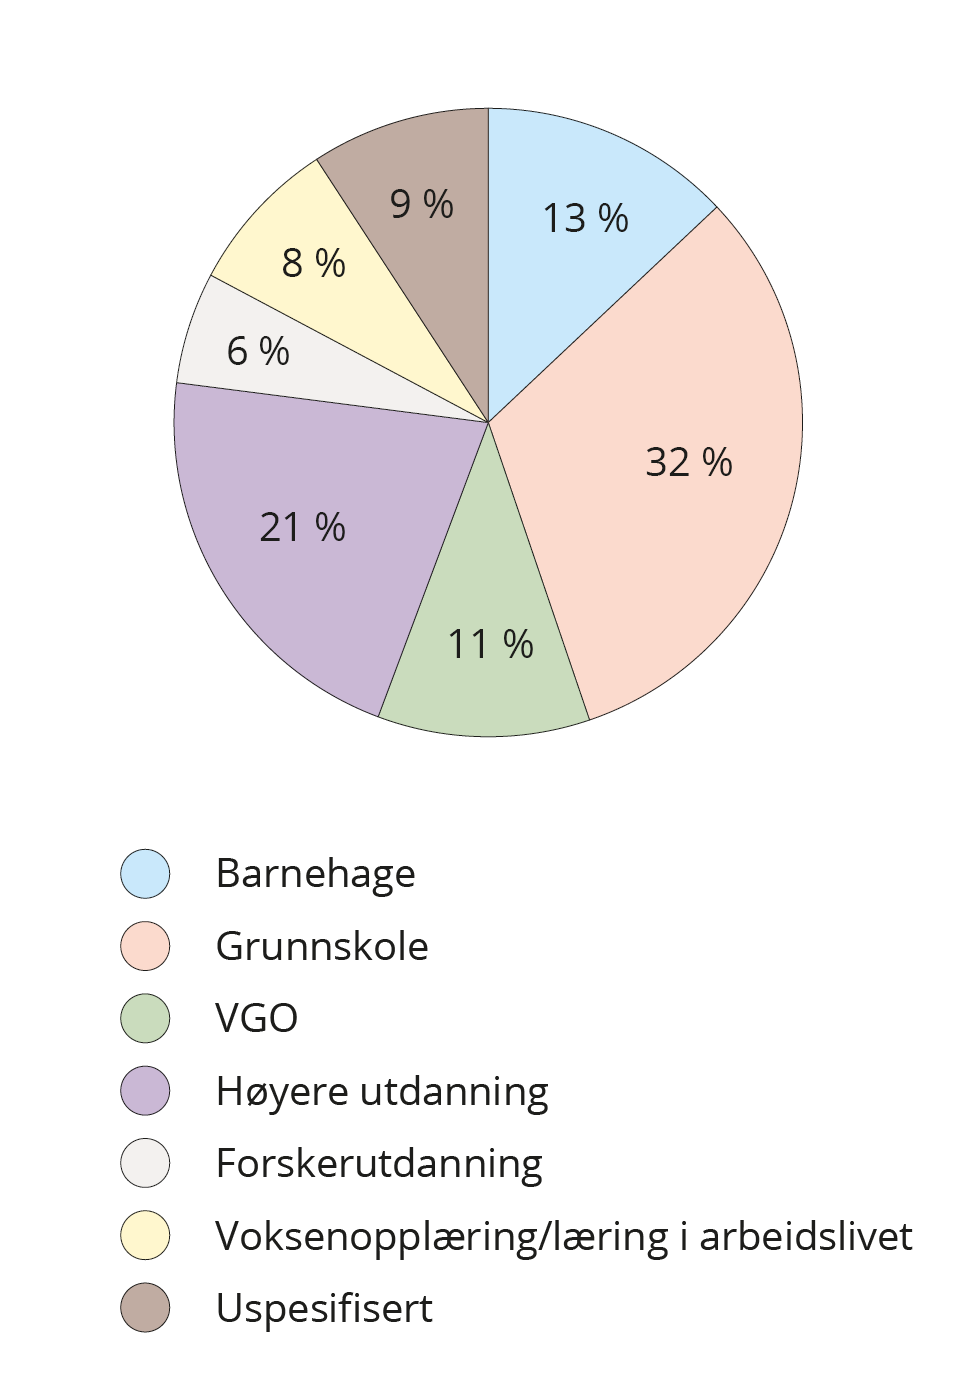 9 %
13 %
8 %
6 %
32 %
21 %
11 %
Barnehage
Grunnskole
VGO
Høyere utdanning
Forskerutdanning
Voksenopplæring/læring i arbeidslivet
Uspesifisert